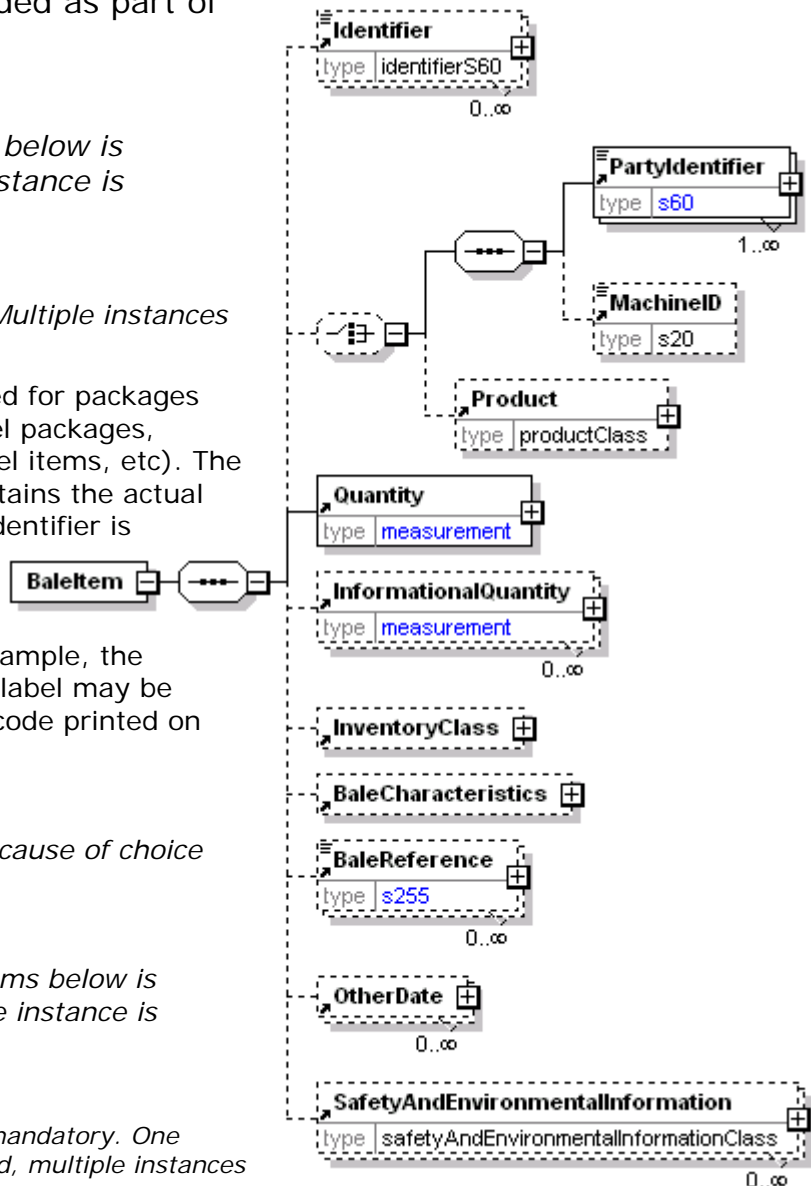 ded as part of
below is
stance is
Multiple instances
ed for packages
el packages,
el items, etc). The
tains the actual
dentifier is
ample, the
label may be
code printed on
cause of choice
ms below is
e instance is
mandatory. One
d, multiple instances
BaleItem
Identifier
type identifierS60
0..∞
PartyIdentifier
type s60
1..∞
MachineID
type s20
Product
type productClass
Quantity
type measurement
InformationalQuantity
type measurement
0..∞
InventoryClass
BaleCharacteristics
BaleReference
type s255
0..∞
OtherDate
0..∞
SafetyAndEnvironmentalInformation
type safetyAndEnvironmentalInformationClass
0..∞